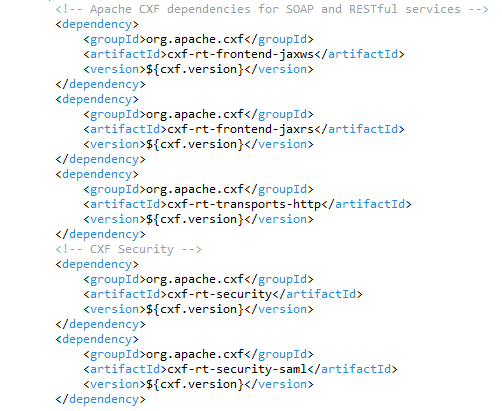 <!-- Apache CXF dependencies for SOAP and RESTful services -->
<dependency>
<groupId>org.apache.cxf</groupId>
<artifactId>cxf-rt-frontend-jaxws</artifactId>
<version>${cxf.version}</version>
</dependency>
<dependency>
<groupId>org.apache.cxf</groupId>
<artifactId>cxf-rt-frontend-jaxrs</artifactId>
<version>${cxf.version}</version>
</dependency>
<dependency>
<groupId>org.apache.cxf</groupId>
<artifactId>cxf-rt-transports-http</artifactId>
<version>${cxf.version}</version>
</dependency>
<!-- CXF Security -->
<dependency>
<groupId>org.apache.cxf</groupId>
<artifactId>cxf-rt-security</artifactId>
<version>${cxf.version}</version>
</dependency>
<dependency>
<groupId>org.apache.cxf</groupId>
<artifactId>cxf-rt-security-saml</artifactId>
<version>${cxf.version}</version>
</dependency>